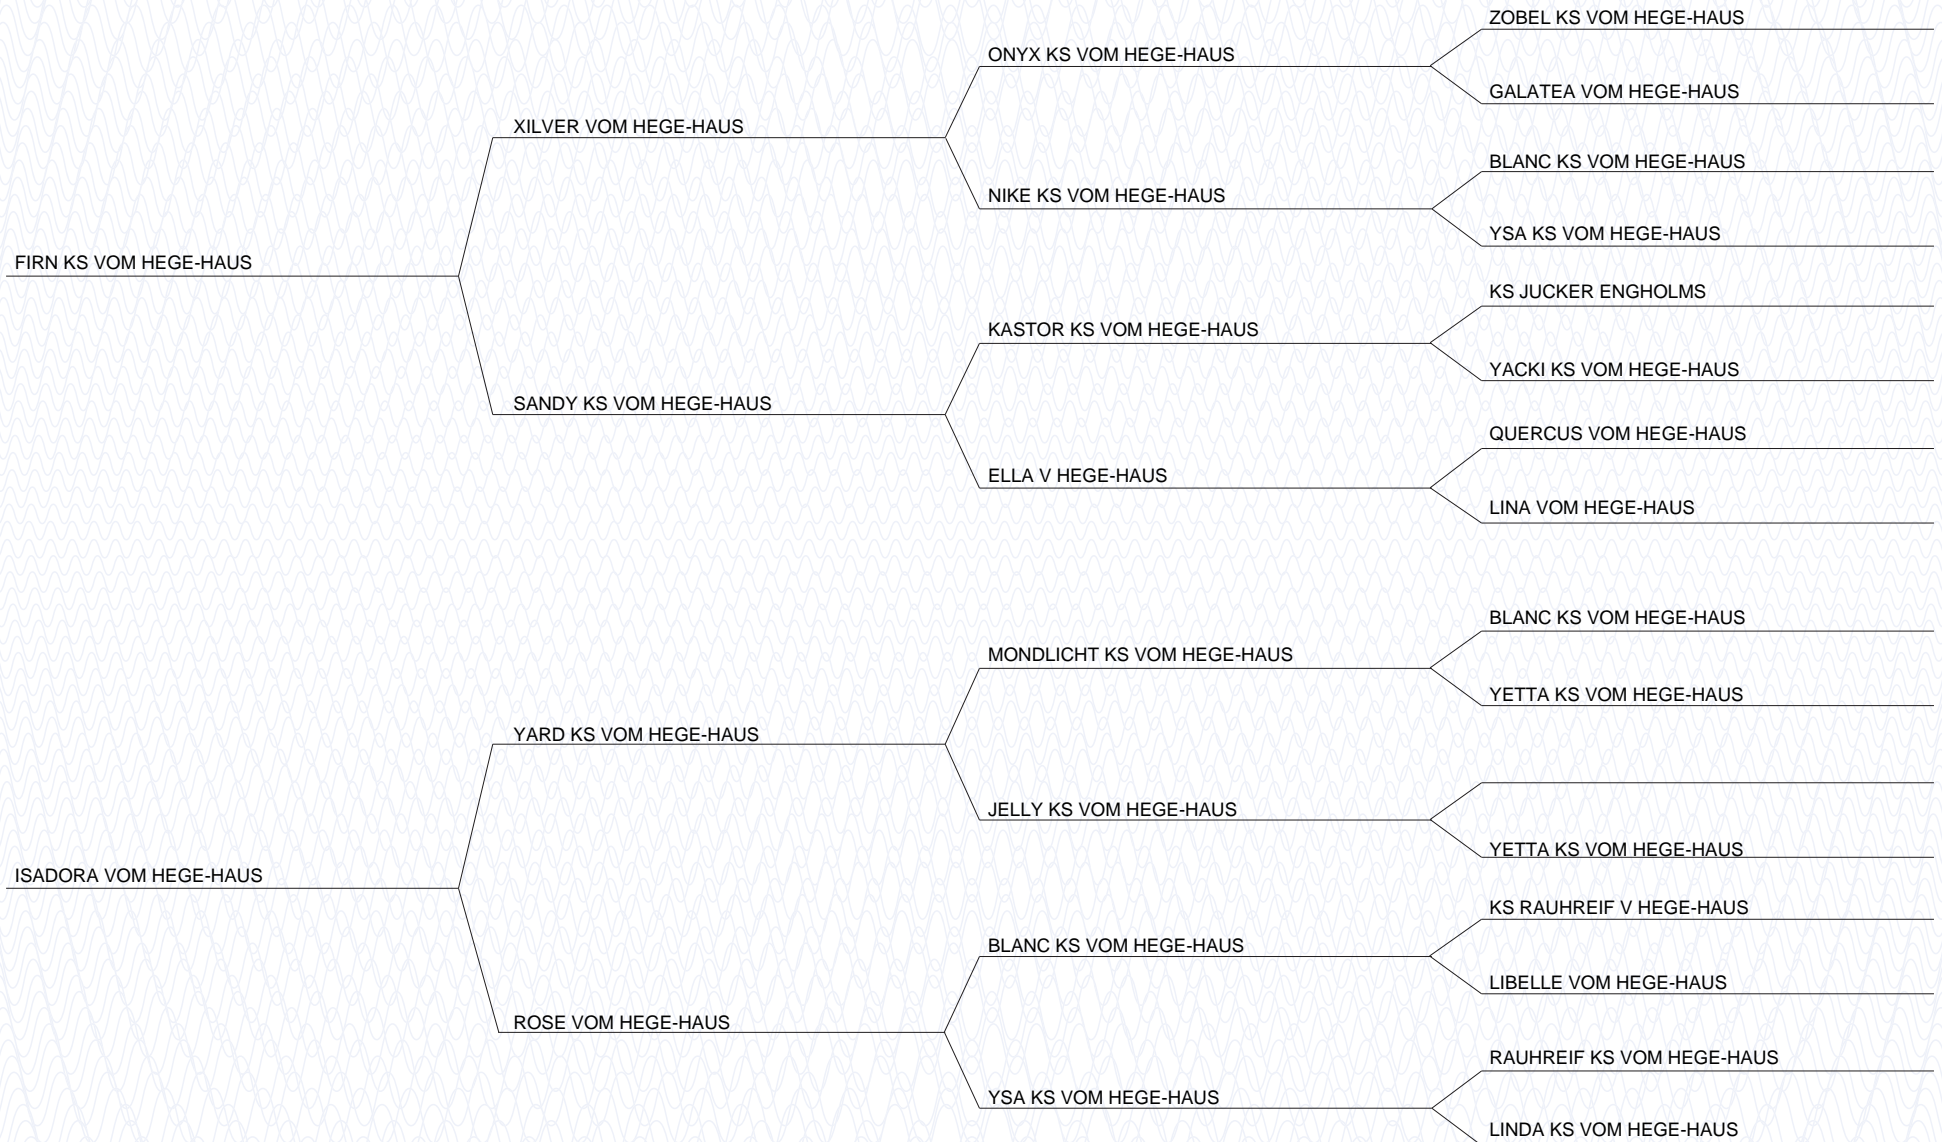 ZOBEL KS VOM HEGE-HAUS
ONYX KS VOM HEGE-HAUS
GALATEA VOM HEGE-HAUS
XILVER VOM HEGE-HAUS
BLANC KS VOM HEGE-HAUS
NIKE KS VOM HEGE-HAUS
YSA KS VOM HEGE-HAUS
FIRN KS VOM HEGE-HAUS
KS JUCKER ENGHOLMS
KASTOR KS VOM HEGE-HAUS
YACKI KS VOM HEGE-HAUS
SANDY KS VOM HEGE-HAUS
QUERCUS VOM HEGE-HAUS
ELLA V HEGE-HAUS
LINA VOM HEGE-HAUS
BLANC KS VOM HEGE-HAUS
MONDLICHT KS VOM HEGE-HAUS
YETTA KS VOM HEGE-HAUS
YARD KS VOM HEGE-HAUS
JELLY KS VOM HEGE-HAUS
YETTA KS VOM HEGE-HAUS
ISADORA VOM HEGE-HAUS
KS RAUHREIF V HEGE-HAUS
BLANC KS VOM HEGE-HAUS
LIBELLE VOM HEGE-HAUS
ROSE VOM HEGE-HAUS
RAUHREIF KS VOM HEGE-HAUS
YSA KS VOM HEGE-HAUS
LINDA KS VOM HEGE-HAUS